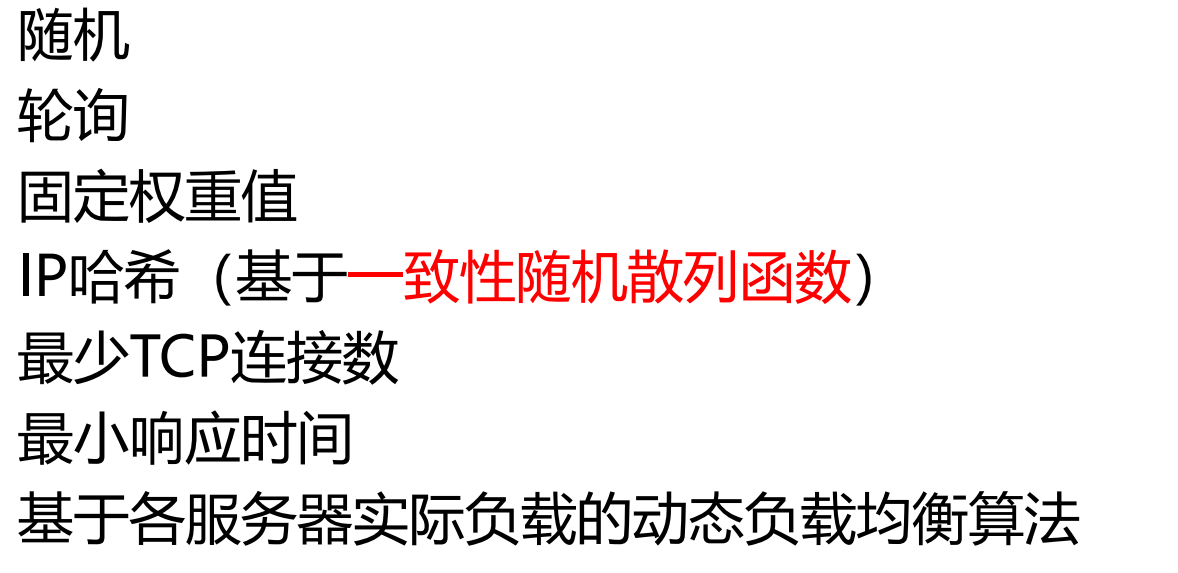 随机
轮询
固定权重值
IP哈希（基于一致性随机散列函数）
最少TCP连接数
最小响应时间
基于各服务器实际负载的动态负载均衡算法